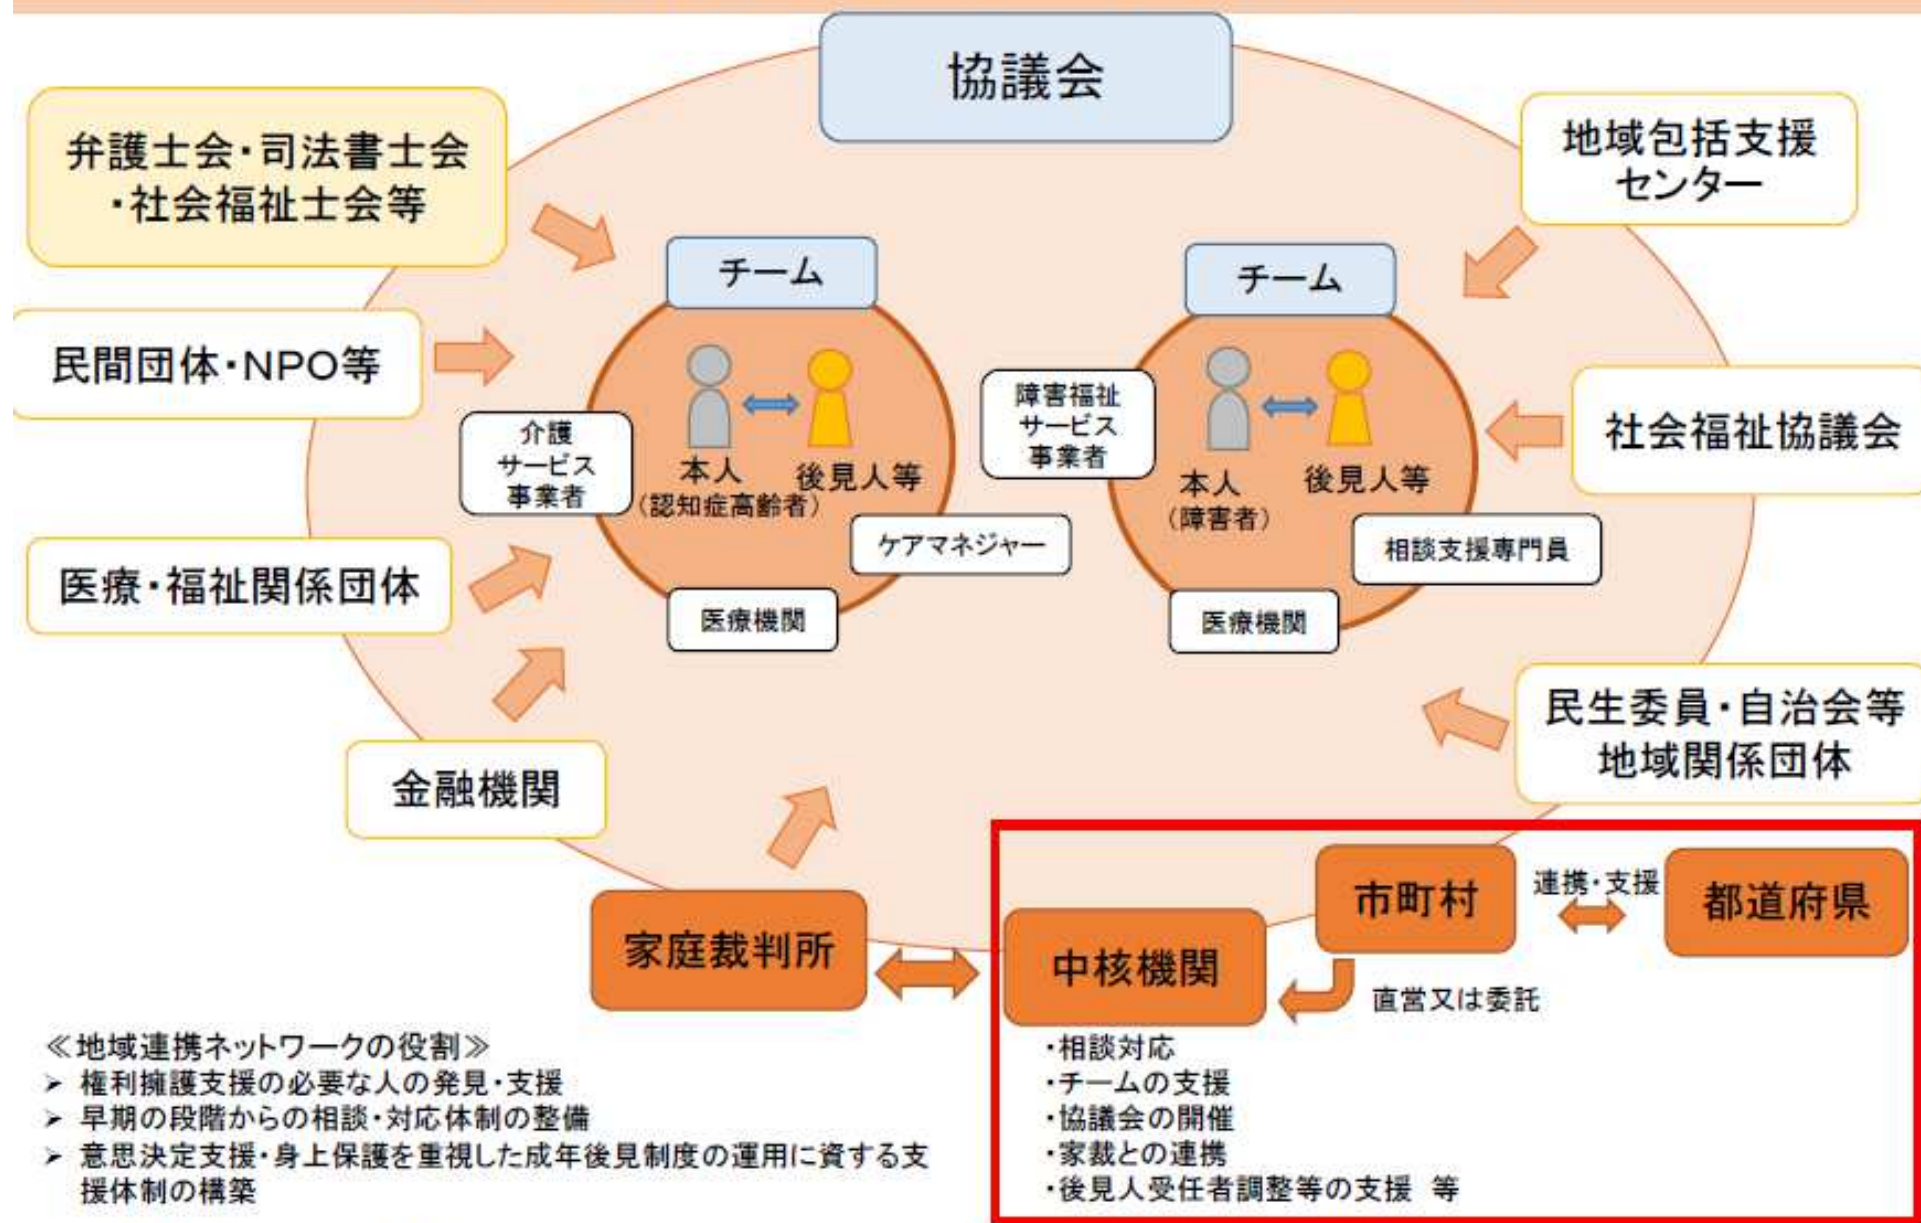 協議会
弁護士会・司法書士会
・社会福祉士会等
地域包括支援
センター
チーム
チーム
民間団体・NPO等
介護
サービス
事業者
本人
(認知症高齢者)
後見人等
ケアマネジャー
医療機関
障害福祉
サービス
事業者
本人
(障害者)
後見人等
相談支援専門員
医療機関
社会福祉協議会
医療・福祉関係団体
民生委員・自治会等
地域関係団体
金融機関
家庭裁判所
中核機関
市町村
連携・支援
都道府県
直営又は委託
≪地域連携ネットワークの役割≫
➢ 権利擁護支援の必要な人の発見・支援
➢ 早期の段階からの相談・対応体制の整備
➢ 意思決定支援・身上保護を重視した成年後見制度の運用に資する支
援体制の構築
・相談対応
・チームの支援
・協議会の開催
・家裁との連携
・後見人受任者調整等の支援 等